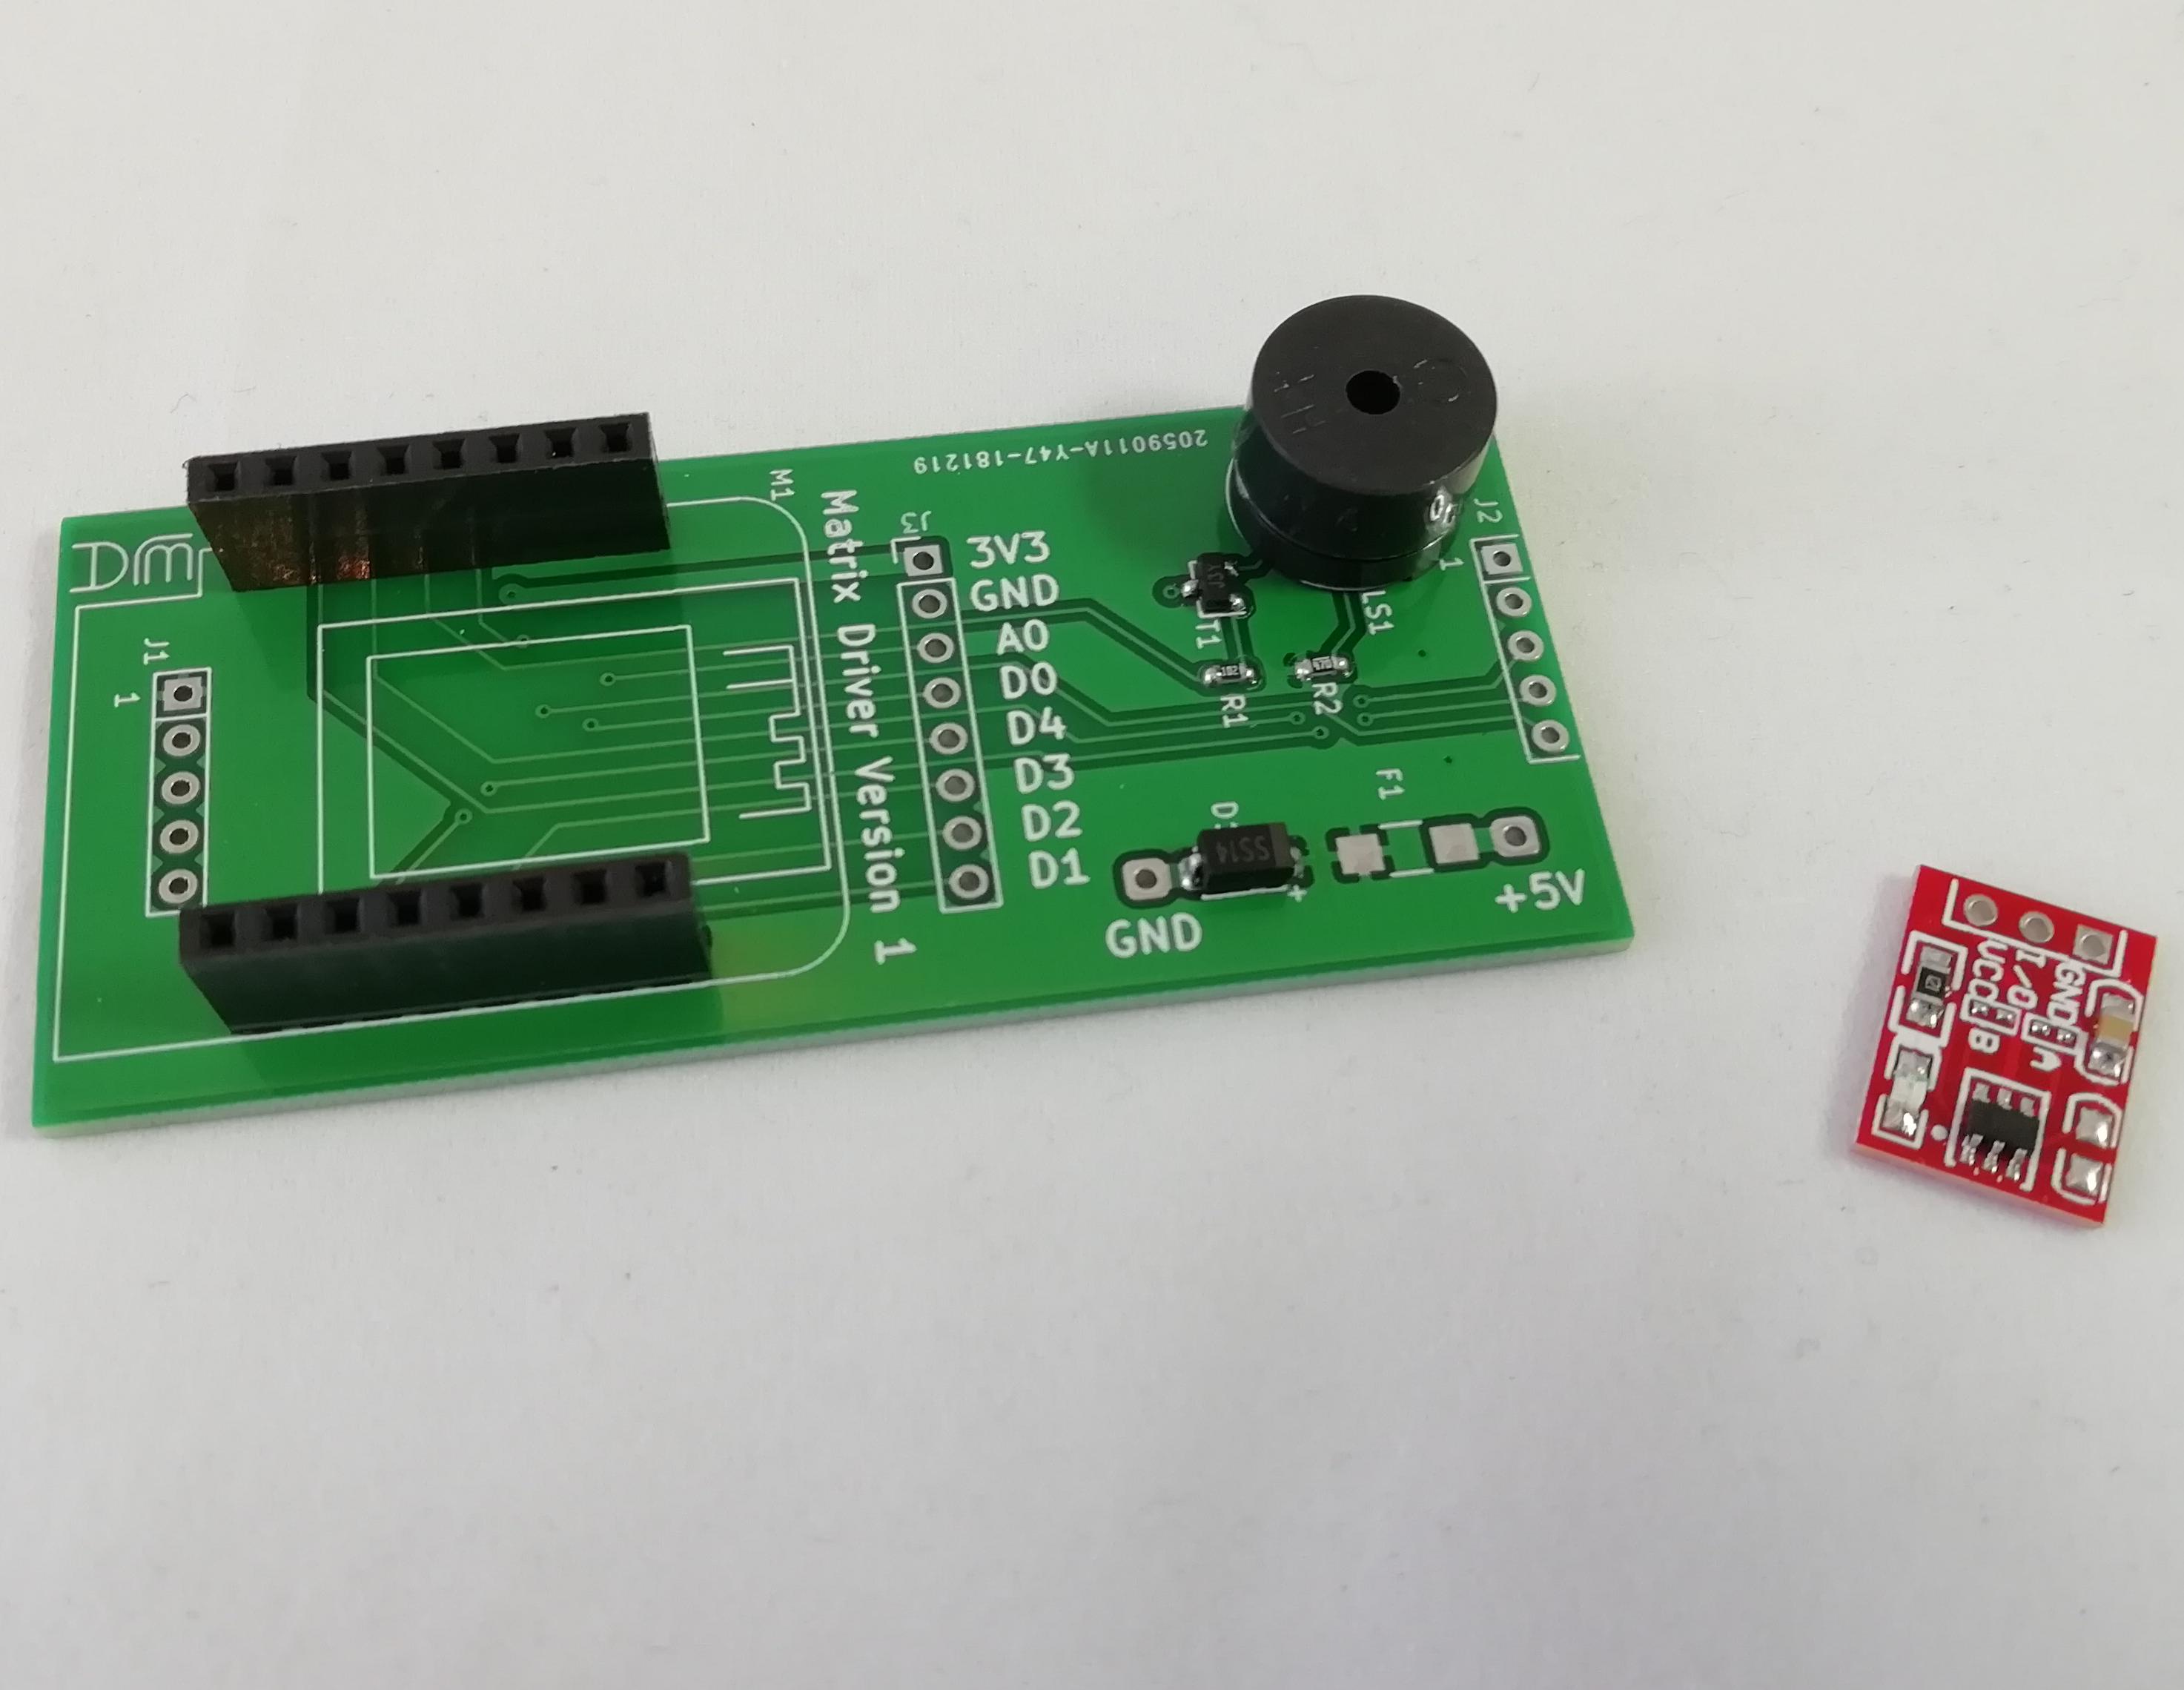 2059011A-Y47-181219
M1
Matrix Driver Version 1
J3
3V3
GND
A0
D0
D4
D3
D2
D1
J1
1
J2
1
LS1
T1
R1
R2
F1
SS14
+
GND
+5V
VCC
I/O
GND
B
A